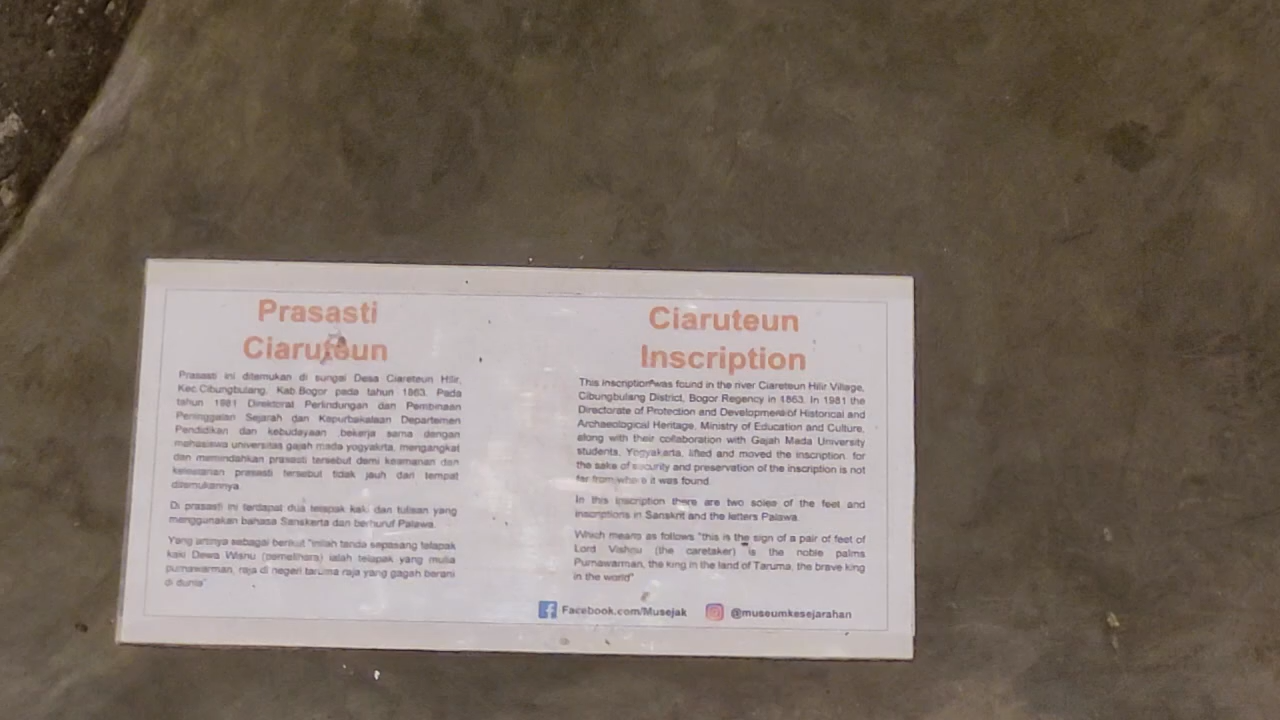 Prasasti
Ciaruteun
Prasasti ini ditemukan di sungai Desa Ciareteun Hilir,
Kec.Cibungbulang, Kab.Bogor pada tahun 1863. Pada
tahun 1981 Direktorat Perlindungan dan Pembinaan
Peninggalan Sejarah dan Kepurbakalaan Departemen
Pendidikan dan kebudayaan bekerja sama dengan
mahasiswa universitas gajah mada yogyakrta, mengangkat
dan memindahkan prasasti tersebut demi keamanan dan
kelestarian prasasti tersebut tidak jauh dari tempat
ditemukannya.
Di prasasti ini terdapat dua telapak kaki dan tulisan yang
menggunakan bahasa Sanskerta dan berhuruf Palawa.
Yang artinya sebagai berikut "inilah tanda sepasang telapak
kaki Dewa Wisnu (pemelihara) ialah telapak yang mulia
purnawarman, raja di negeri taruma raja yang gagah berani
di dunia"
Ciaruteun
Inscription
This inscription was found in the river Ciareteun Hilir Village,
Cibungbulang District, Bogor Regency in 1863. In 1981 the
Directorate of Protection and Development of Historical and
Archaeological Heritage, Ministry of Education and Culture,
along with their collaboration with Gajah Mada University
students, Yogyakarta, lifted and moved the inscription. for
the sake of security and preservation of the inscription is not
far from where it was found.
In this inscription there are two soles of the feet and
inscriptions in Sanskrit and the letters Palawa.
Which means as follows "this is the sign of a pair of feet of
Lord Vishnu (the caretaker) is the noble palms
Purnawarman, the king in the land of Taruma, the brave king
in the world"
Facebook.com/Musejak @museumkesejarahan